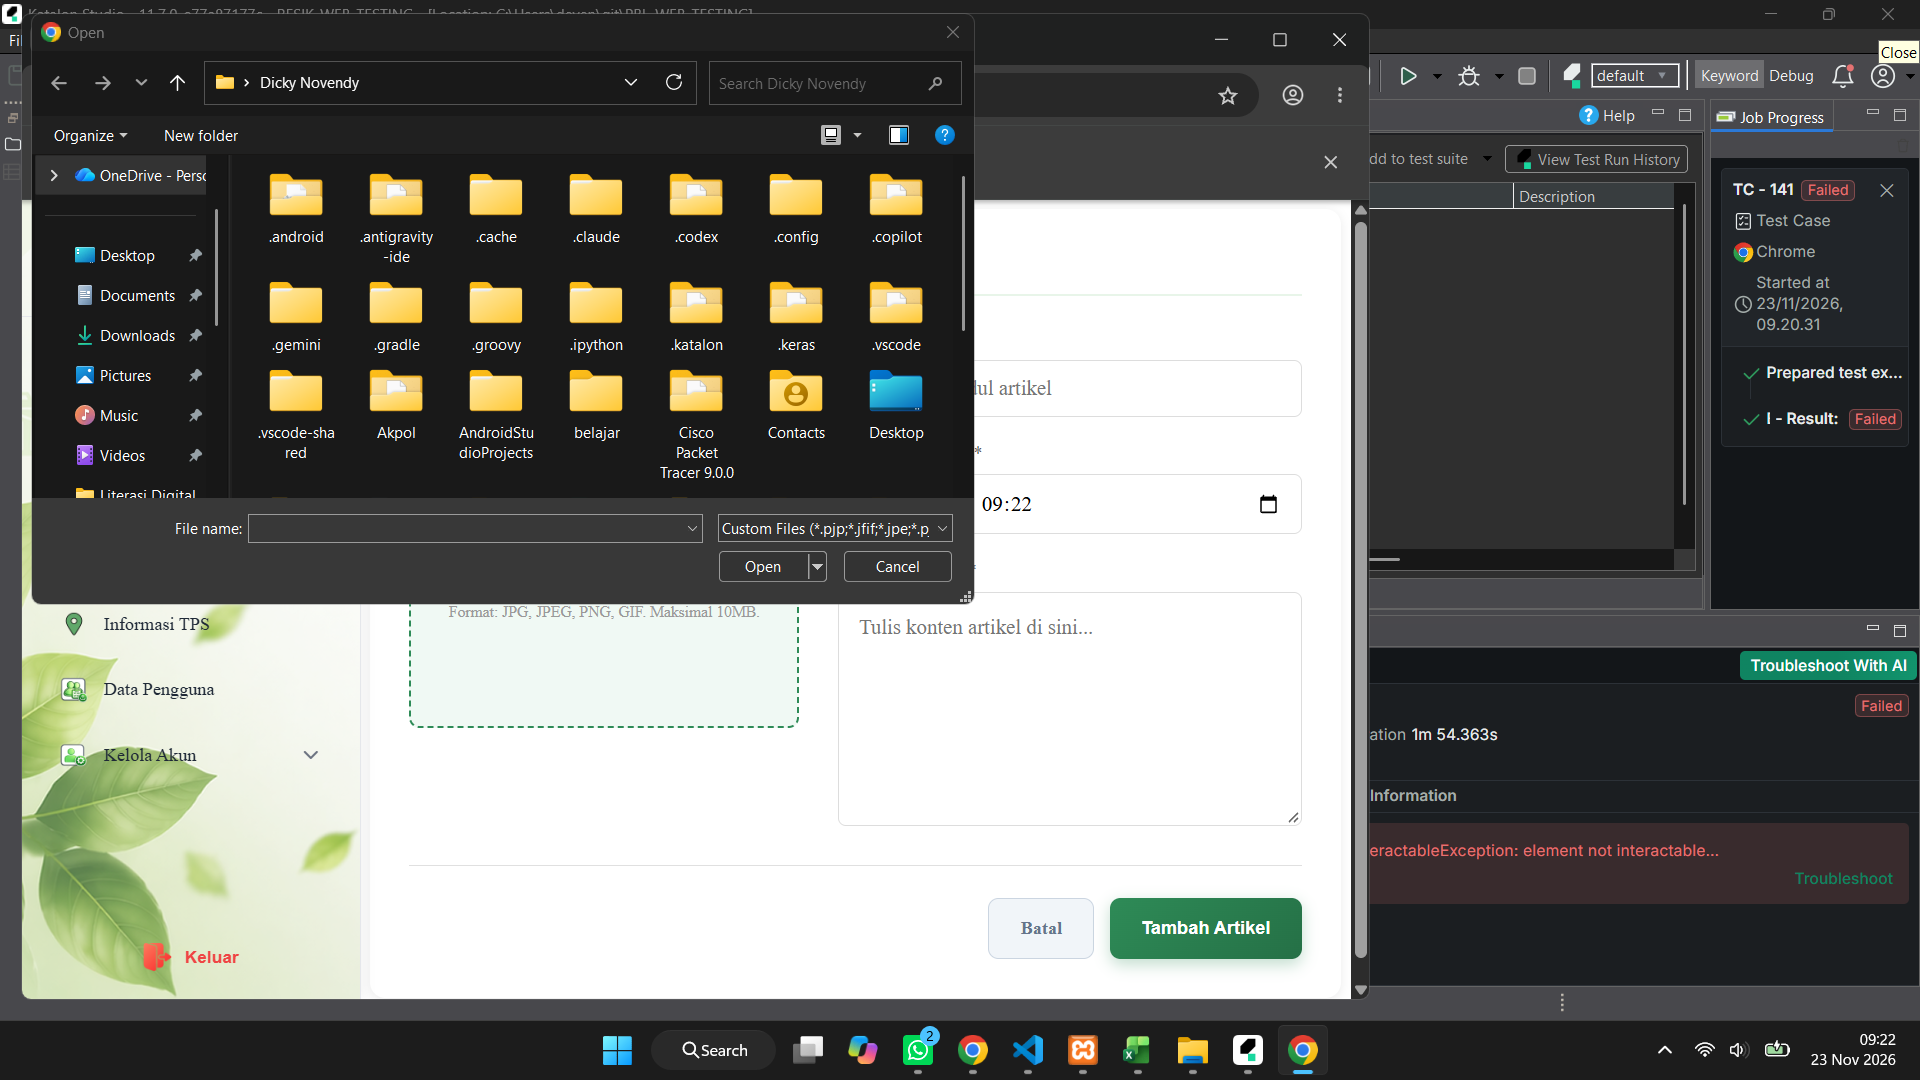 Open
Dicky Novendy
Search Dicky Novendy
Organize
New folder
OneDrive - Perso
Desktop
Documents
Downloads
Pictures
Music
Videos
Literasi Digital
.android
.antigravity-ide
.cache
.claude
.codex
.config
.copilot
.gemini
.gradle
.groovy
.ipython
.katalon
.keras
.vscode
.vscode-shared
Akpol
AndroidStudioProjects
belajar
Cisco Packet Tracer 9.0.0
Contacts
Desktop
File name:
Custom Files (*.pjp;*.jfif;*.jpe;*.p
Open
Cancel
Close
default
Keyword
Debug
Help
Job Progress
dd to test suite
View Test Run History
Description
TC - 141
Failed
Test Case
Chrome
Started at
23/11/2026,
09.20.31
Prepared test ex...
I - Result:
Failed
dul artikel
*
09:22
Format: JPG, JPEG, PNG, GIF. Maksimal 10MB.
Tulis konten artikel di sini...
Informasi TPS
Data Pengguna
Kelola Akun
Keluar
Batal
Tambah Artikel
Troubleshoot With AI
Failed
ation 1m 54.363s
Information
eractableException: element not interactable...
Troubleshoot
Search
2
09:22
23 Nov 2026